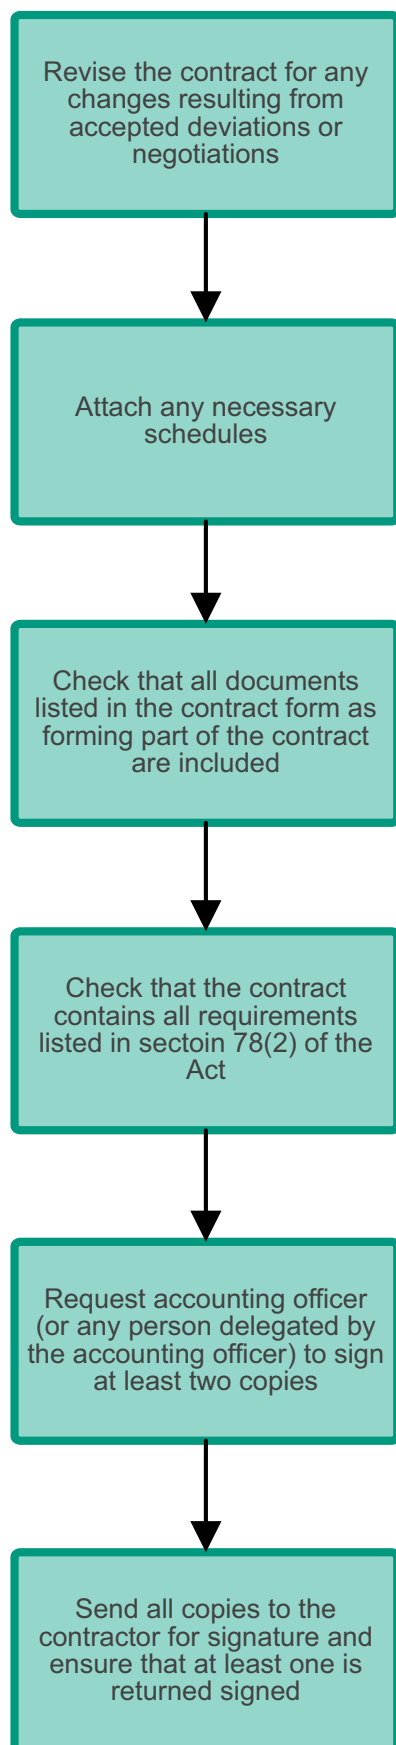 Revise the contract for any
changes resulting from
accepted deviations or
negotiations
Attach any necessary
schedules
Check that all documents
listed in the contract form as
forming part of the contract
are included
Check that the contract
contains all requirements
listed in sectoin 78(2) of the
Act
Request accounting officer
(or any person delegated by
the accounting officer) to sign
at least two copies
Send all copies to the
contractor for signature and
ensure that at least one is
returned signed